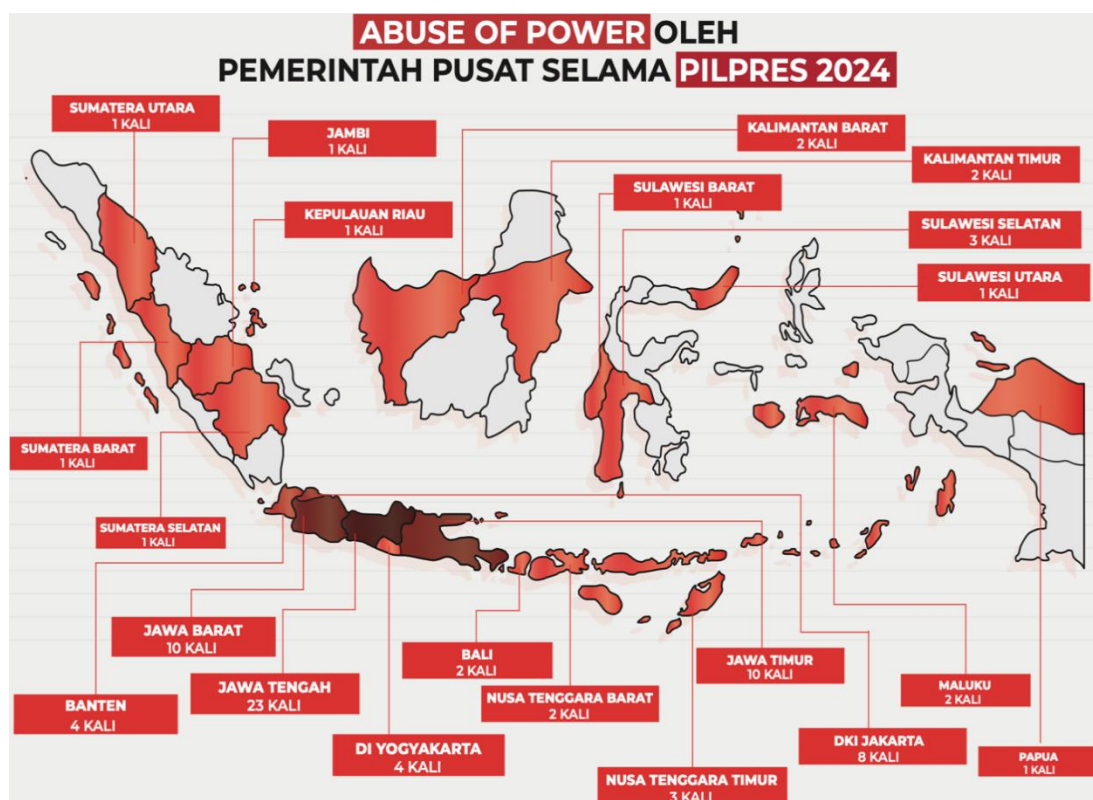 ABUSE OF POWER OLEH
PEMERINTAH PUSAT SELAMA PILPRES 2024
SUMATERA UTARA
1 KALI
JAMBI
1 KALI
KEPULAUAN RIAU
1 KALI
KALIMANTAN BARAT
2 KALI
KALIMANTAN TIMUR
2 KALI
SULAWESI BARAT
1 KALI
SULAWESI SELATAN
3 KALI
SULAWESI UTARA
1 KALI
SUMATERA BARAT
1 KALI
SUMATERA SELATAN
1 KALI
JAWA BARAT
10 KALI
BANTEN
4 KALI
JAWA TENGAH
23 KALI
DI YOGYAKARTA
4 KALI
BALI
2 KALI
NUSA TENGGARA BARAT
2 KALI
NUSA TENGGARA TIMUR
3 KALI
JAWA TIMUR
10 KALI
DKI JAKARTA
8 KALI
MALUKU
2 KALI
PAPUA
1 KALI